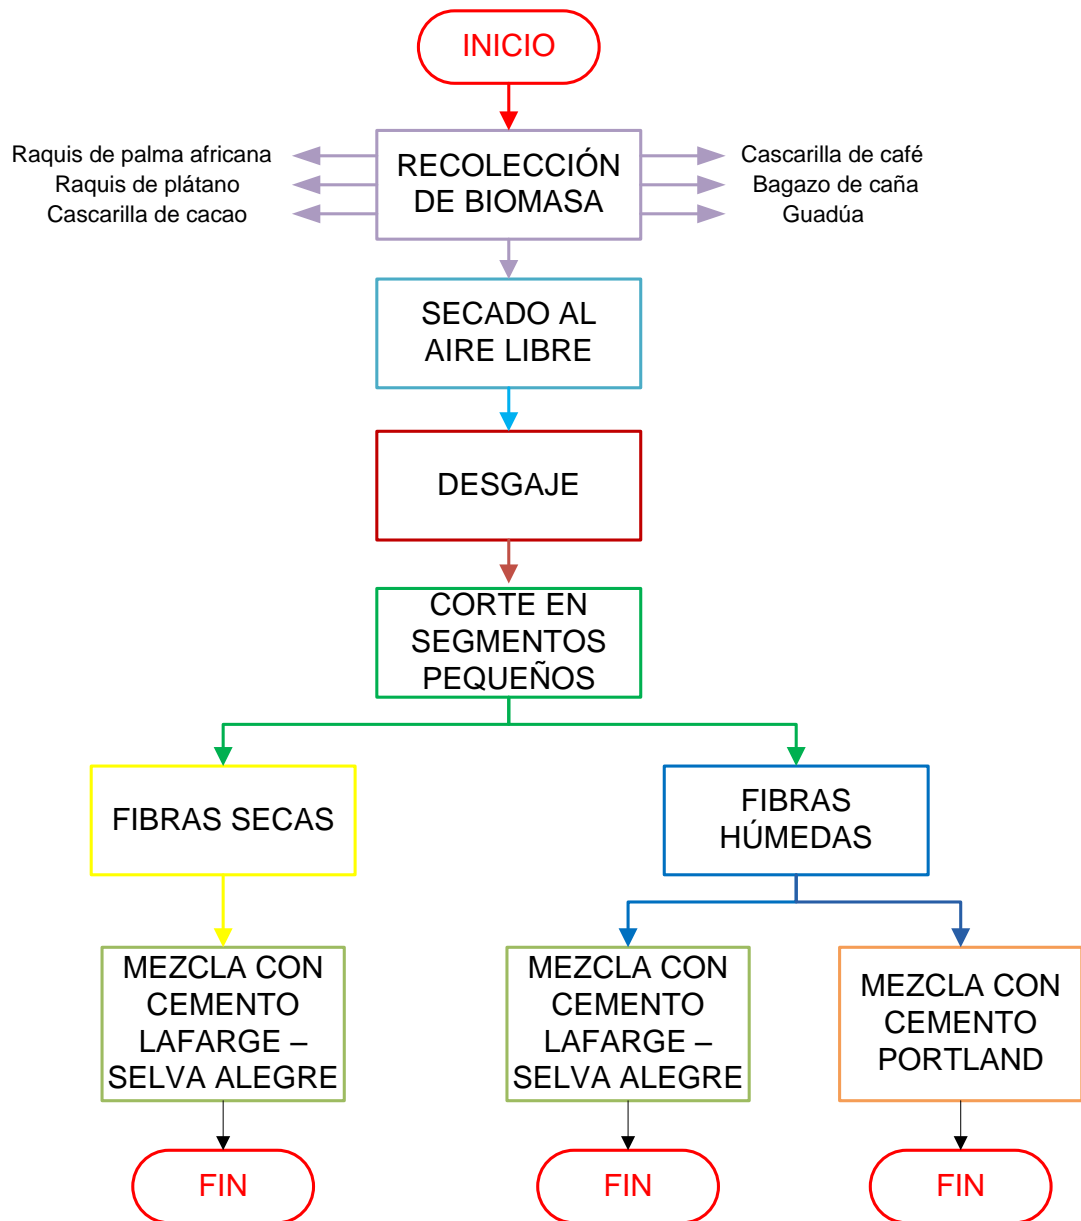 INICIO
Raquis de palma africana
Raquis de plátano
Cascarilla de cacao
RECOLECCIÓN
DE BIOMASA
Cascarilla de café
Bagazo de caña
Guadúa
SECADO AL
AIRE LIBRE
DESGAJE
CORTE EN
SEGMENTOS
PEQUEÑOS
FIBRAS SECAS
FIBRAS
HÚMEDAS
MEZCLA CON
CEMENTO
LAFARGE –
SELVA ALEGRE
MEZCLA CON
CEMENTO
LAFARGE –
SELVA ALEGRE
MEZCLA CON
CEMENTO
PORTLAND
FIN
FIN
FIN